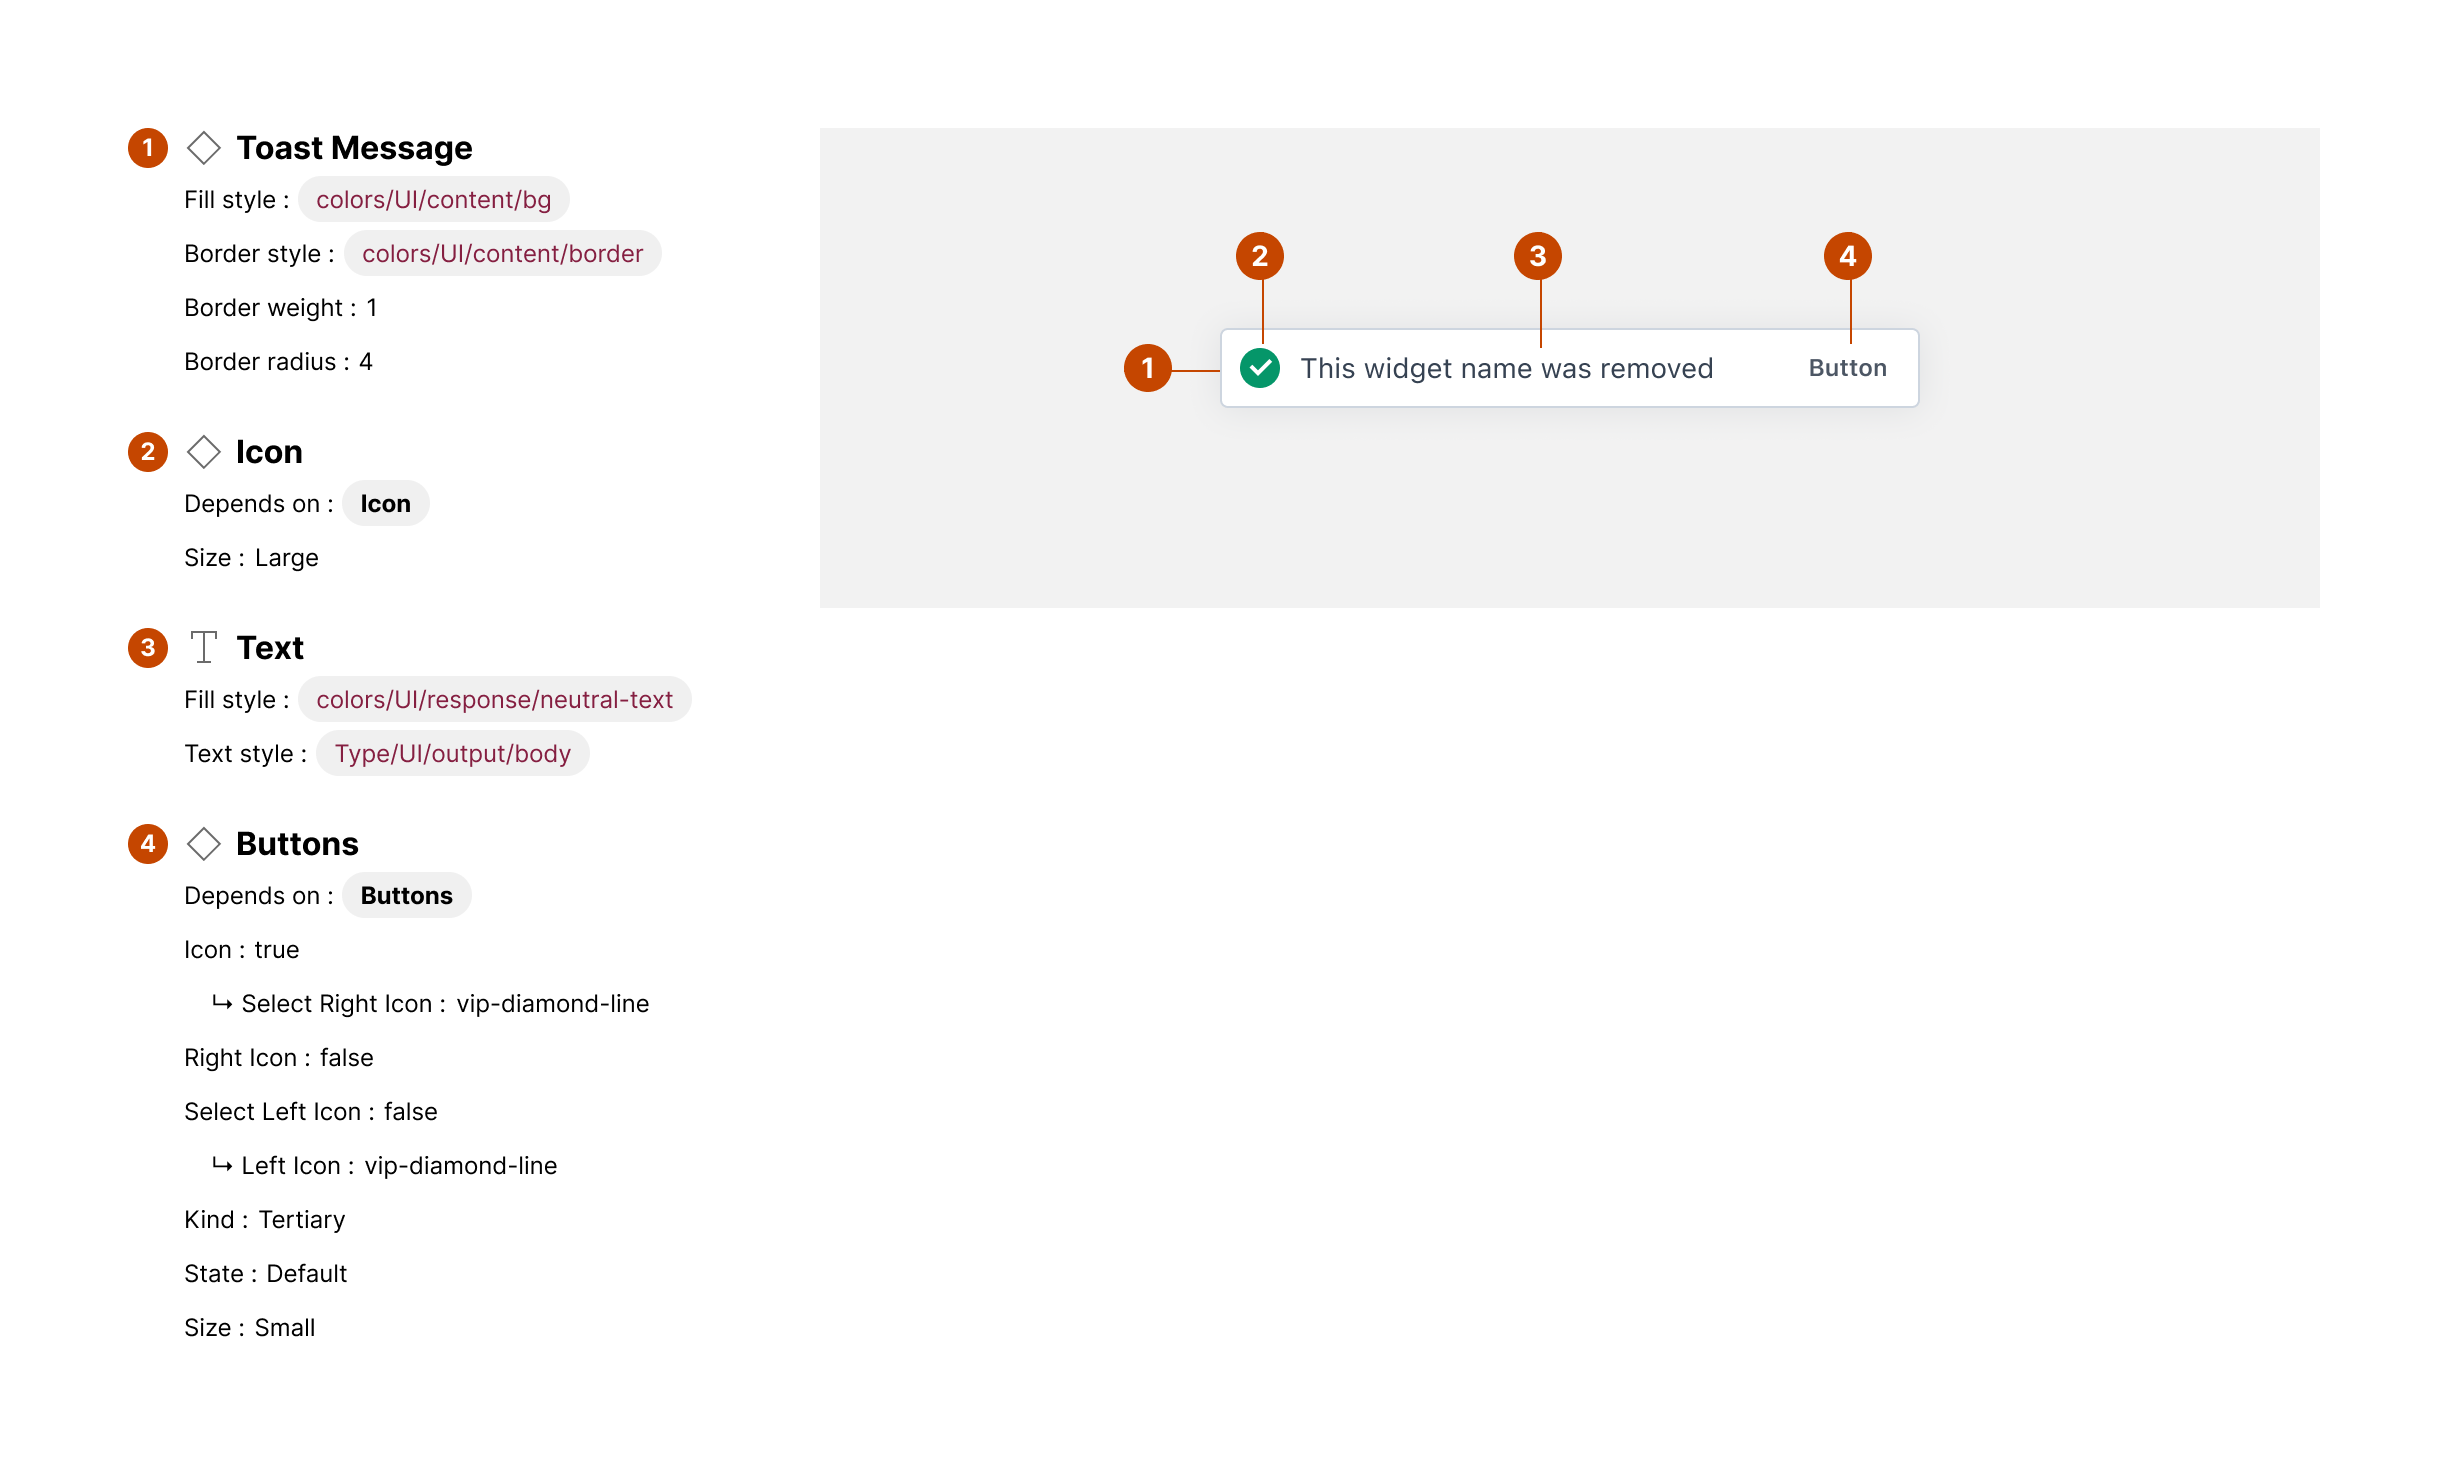 1 Toast Message
Fill style : colors/UI/content/bg
Border style : colors/UI/content/border
Border weight : 1
Border radius : 4
2 Icon
Depends on : Icon
Size : Large
3 Text
Fill style : colors/UI/response/neutral-text
Text style : Type/UI/output/body
4 Buttons
Depends on : Buttons
Icon : true
↳ Select Right Icon : vip-diamond-line
Right Icon : false
Select Left Icon : false
↳ Left Icon : vip-diamond-line
Kind : Tertiary
State : Default
Size : Small
2 3 4
1 This widget name was removed Button